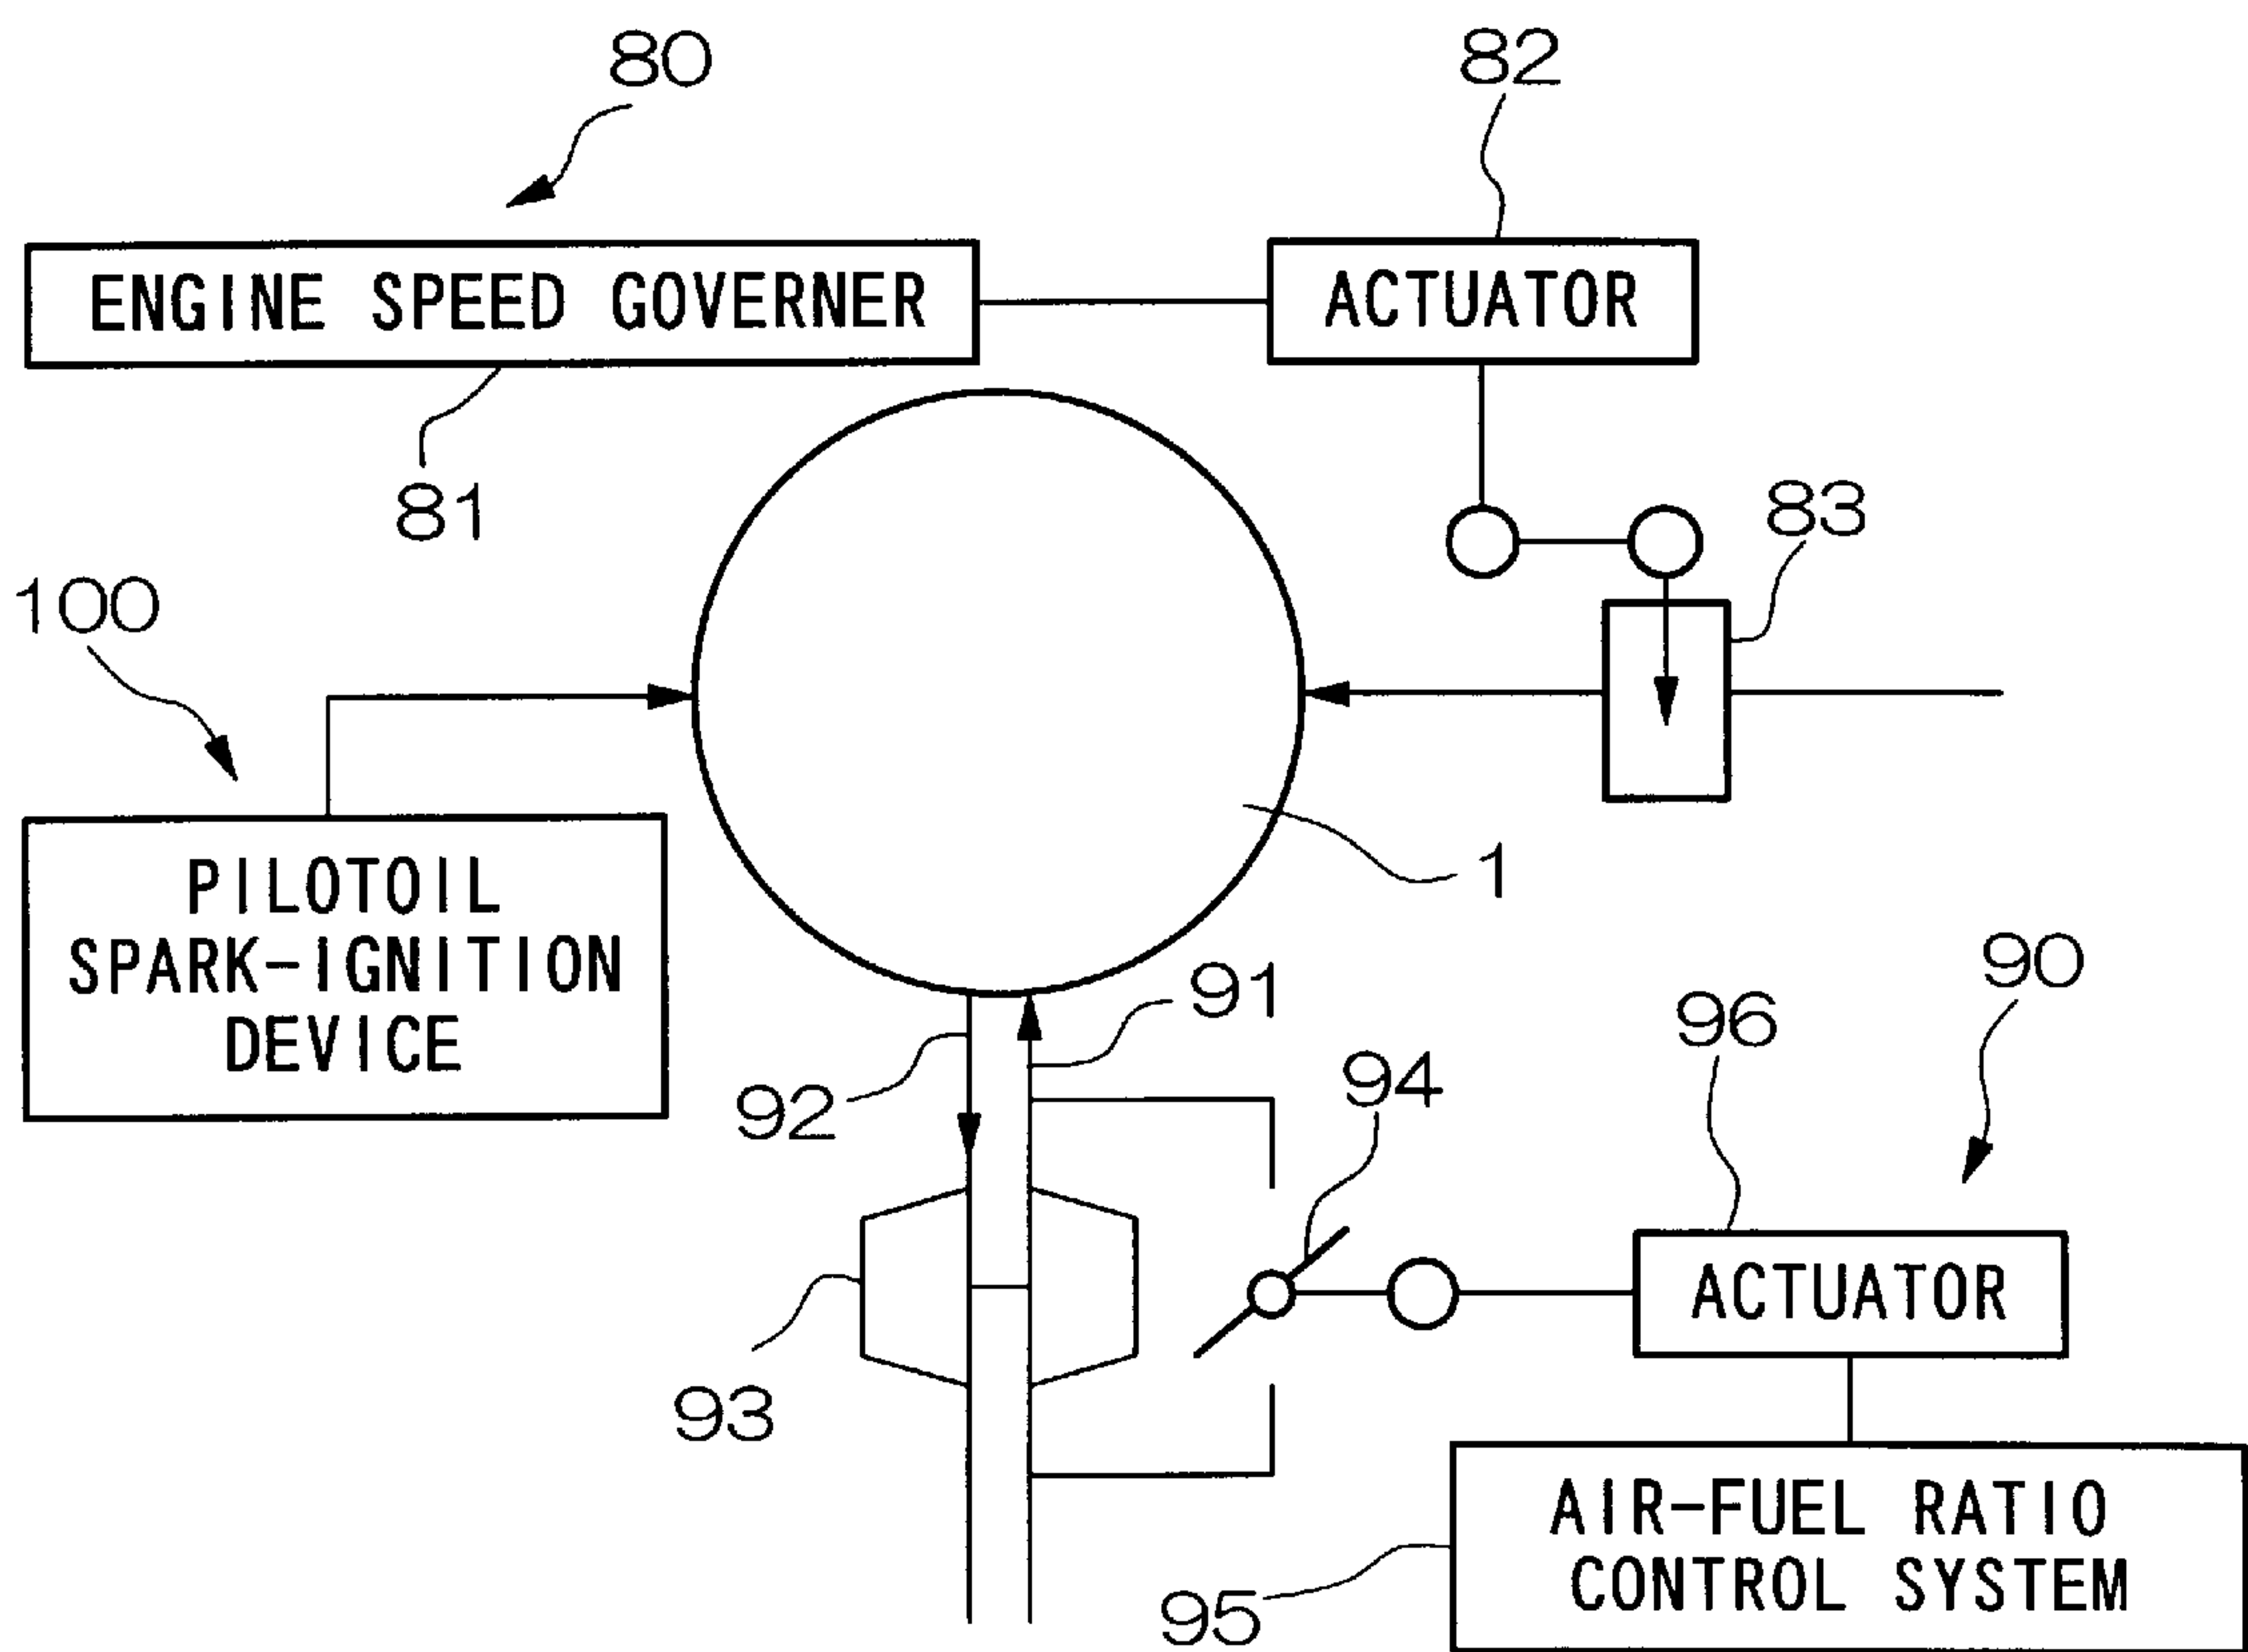 80
82
ENGINE SPEED GOVERNER
ACTUATOR
81
83
100
1
PILOTOIL
SPARK-IGNITION
DEVICE
90
91
96
92
94
ACTUATOR
93
AIR-FUEL RATIO
CONTROL SYSTEM
95